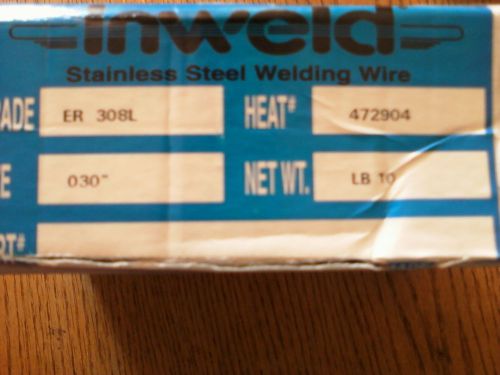 inweld
Stainless Steel Welding Wire
ADE ER 308L HEAT# 472904
E 030" NET WT. LB 10
RT#